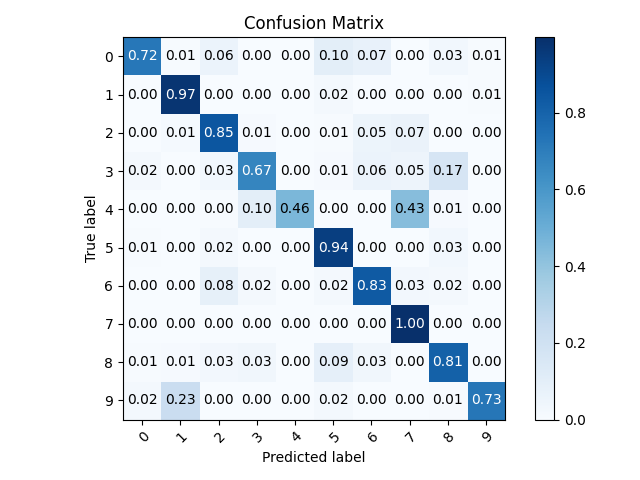 Confusion Matrix
0 0.72 0.01 0.06 0.00 0.00 0.10 0.07 0.00 0.03 0.01
1 0.00 0.97 0.00 0.00 0.00 0.02 0.00 0.00 0.00 0.01
2 0.00 0.01 0.85 0.01 0.00 0.01 0.05 0.07 0.00 0.00
3 0.02 0.00 0.03 0.67 0.00 0.01 0.06 0.05 0.17 0.00
4 0.00 0.00 0.00 0.10 0.46 0.00 0.00 0.43 0.01 0.00
5 0.01 0.00 0.02 0.00 0.00 0.94 0.00 0.00 0.03 0.00
6 0.00 0.00 0.08 0.02 0.00 0.02 0.83 0.03 0.02 0.00
7 0.00 0.00 0.00 0.00 0.00 0.00 0.00 1.00 0.00 0.00
8 0.01 0.01 0.03 0.03 0.00 0.09 0.03 0.00 0.81 0.00
9 0.02 0.23 0.00 0.00 0.00 0.02 0.00 0.00 0.01 0.73
0 1 2 3 4 5 6 7 8 9
Predicted label
True label
0.8
0.6
0.4
0.2
0.0